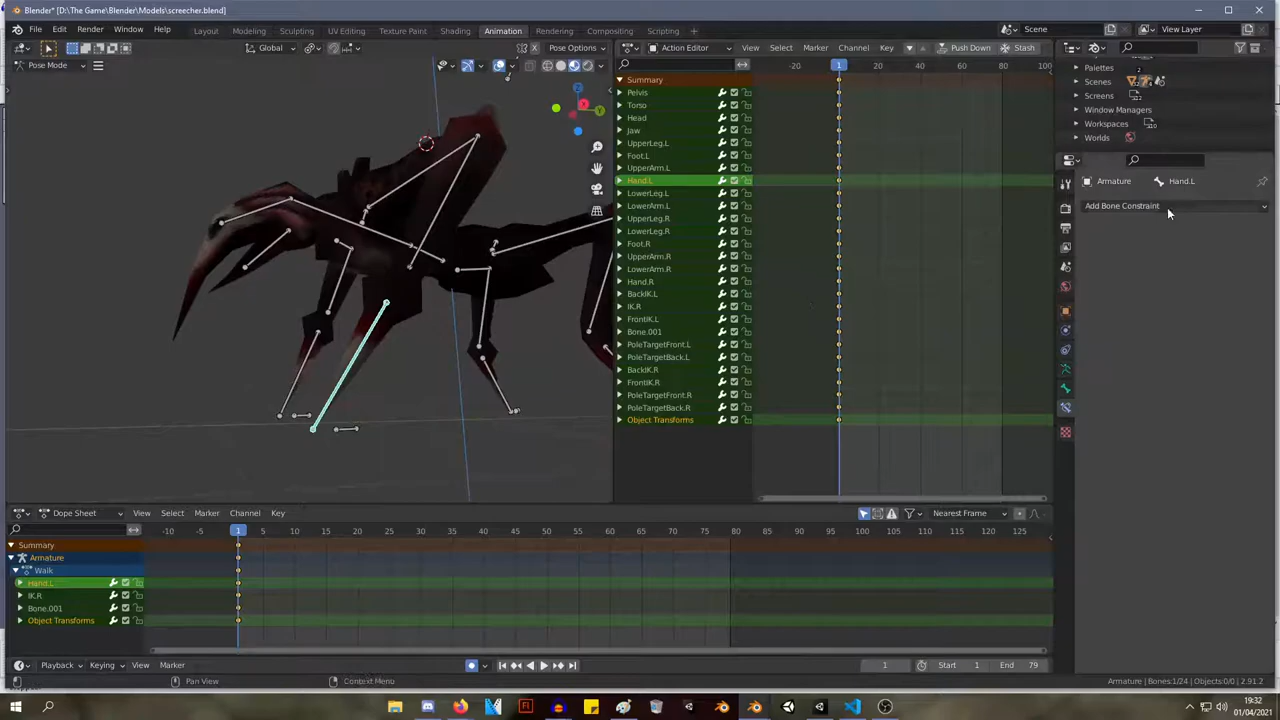 Blender* [D:\The Game\Blender\Models\screecher.blend]
File Edit Render Window Help Layout Modeling Sculpting UV Editing Texture Paint Shading Animation Rendering Compositing Scripting Scene View Layer
Global Pose Options Action Editor View Select Marker Channel Key Push Down Stash
Pose Mode -20 1 20 40 60 80 100
Summary
Pelvis
Torso
Head
Jaw
UpperLeg.L
Foot.L
UpperArm.L
Hand.L
LowerLeg.L
LowerArm.L
UpperLeg.R
LowerLeg.R
Foot.R
UpperArm.R
LowerArm.R
Hand.R
BackIK.L
IK.R
FrontIK.L
Bone.001
PoleTargetFront.L
PoleTargetBack.L
BackIK.R
FrontIK.R
PoleTargetFront.R
PoleTargetBack.R
Object Transforms
Palettes
Scenes
Screens
Window Managers
Workspaces
Worlds
Armature Hand.L
Add Bone Constraint
Dope Sheet View Select Marker Channel Key Nearest Frame
-10 -5 1 5 10 15 20 25 30 35 40 45 50 55 60 65 70 75 80 85 90 95 100 105 110 115 120 125
Summary
Armature
Walk
Hand.L
IK.R
Bone.001
Object Transforms
Playback Keying View Marker 1 Start 1 End 79
Pan View Context Menu Armature | Bones:1/24 | Objects:0/0 | 2.91.2
19:32
01/04/2021